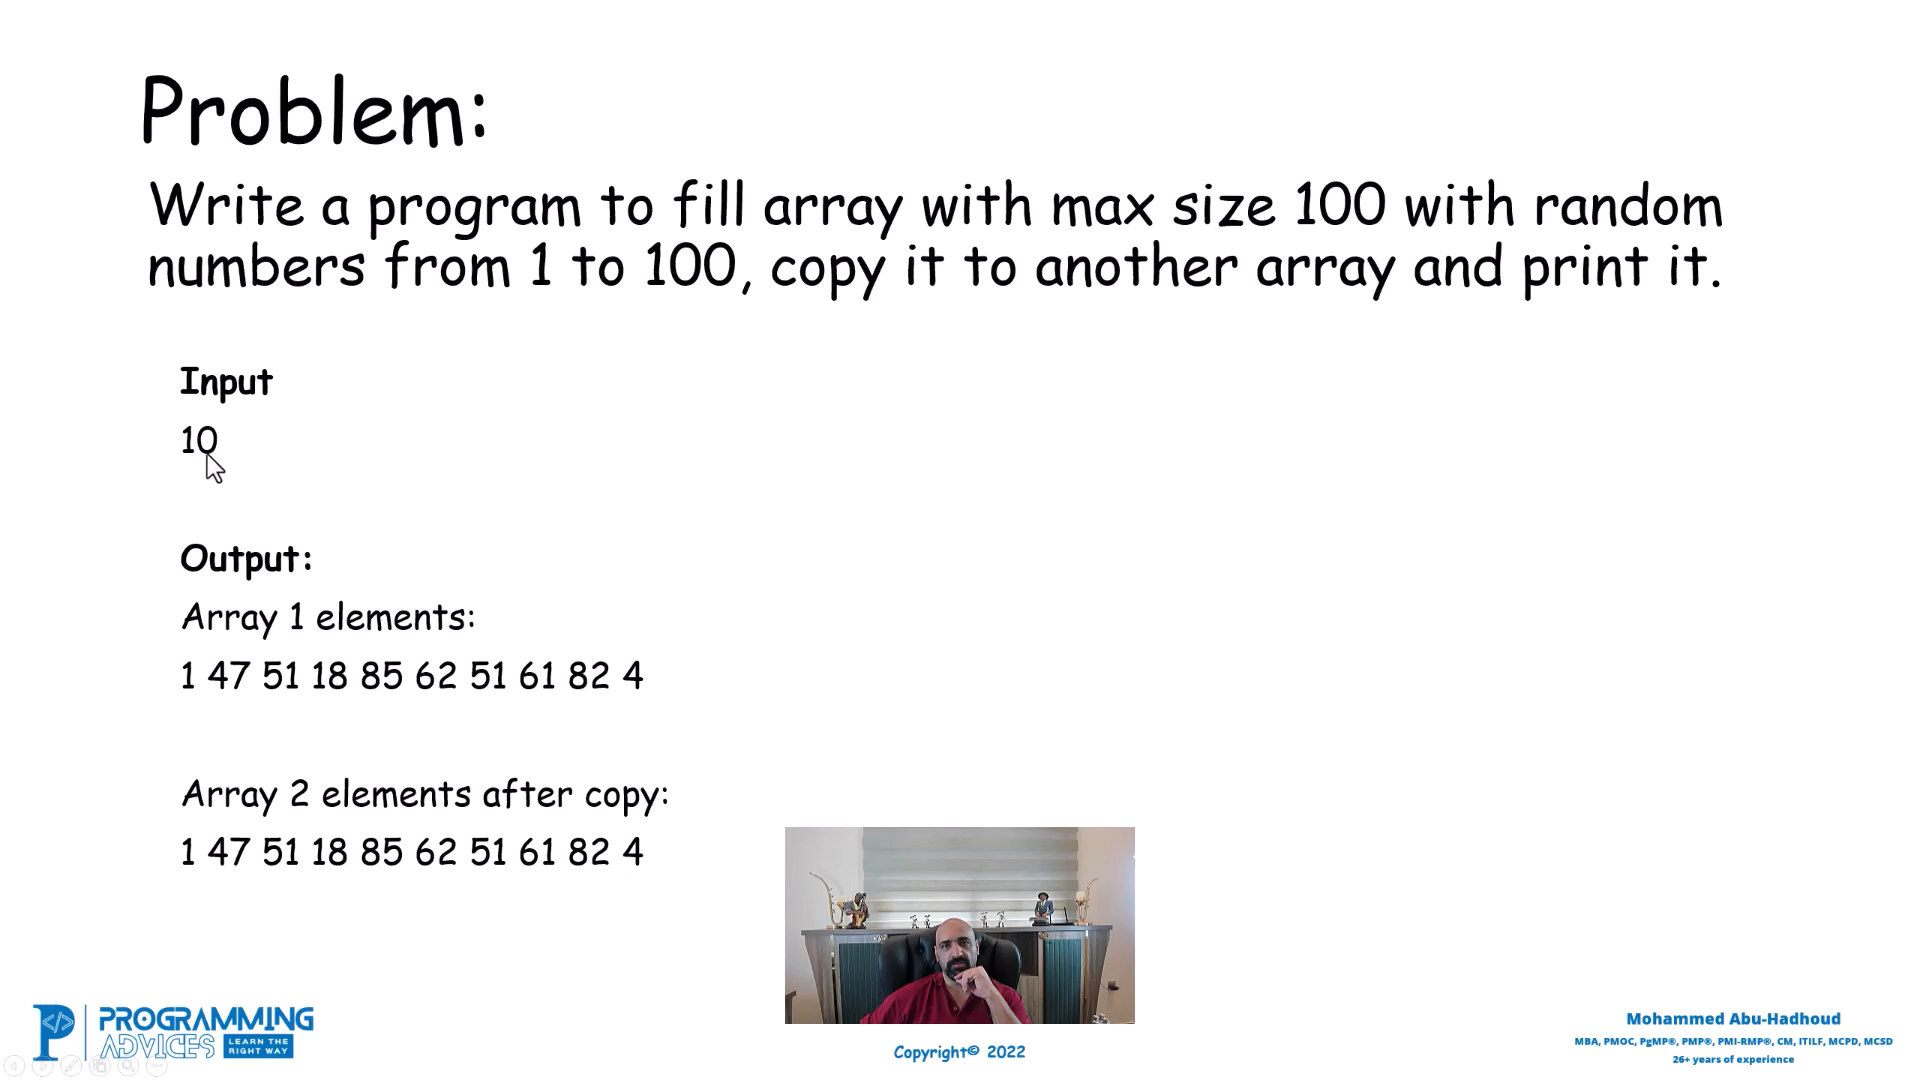 Problem:
Write a program to fill array with max size 100 with random
numbers from 1 to 100, copy it to another array and print it.
Input
10
Output:
Array 1 elements:
1 47 51 18 85 62 51 61 82 4
Array 2 elements after copy:
1 47 51 18 85 62 51 61 82 4
PROGRAMMING
ADVICES
LEARN THE
RIGHT WAY
Copyright© 2022
Mohammed Abu-Hadhoud
MBA, PMOC, PgMP®, PMP®, PMI-RMP®, CM, ITILF, MCPD, MCSD
26+ years of experience